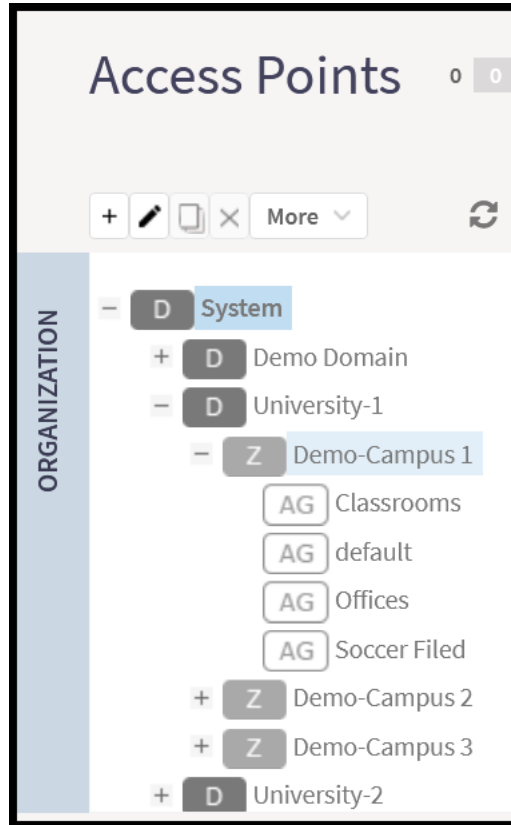 Access Points 0 0
+ More
ORGANIZATION
− D System
+ D Demo Domain
− D University-1
− Z Demo-Campus 1
AG Classrooms
AG default
AG Offices
AG Soccer Filed
+ Z Demo-Campus 2
+ Z Demo-Campus 3
+ D University-2